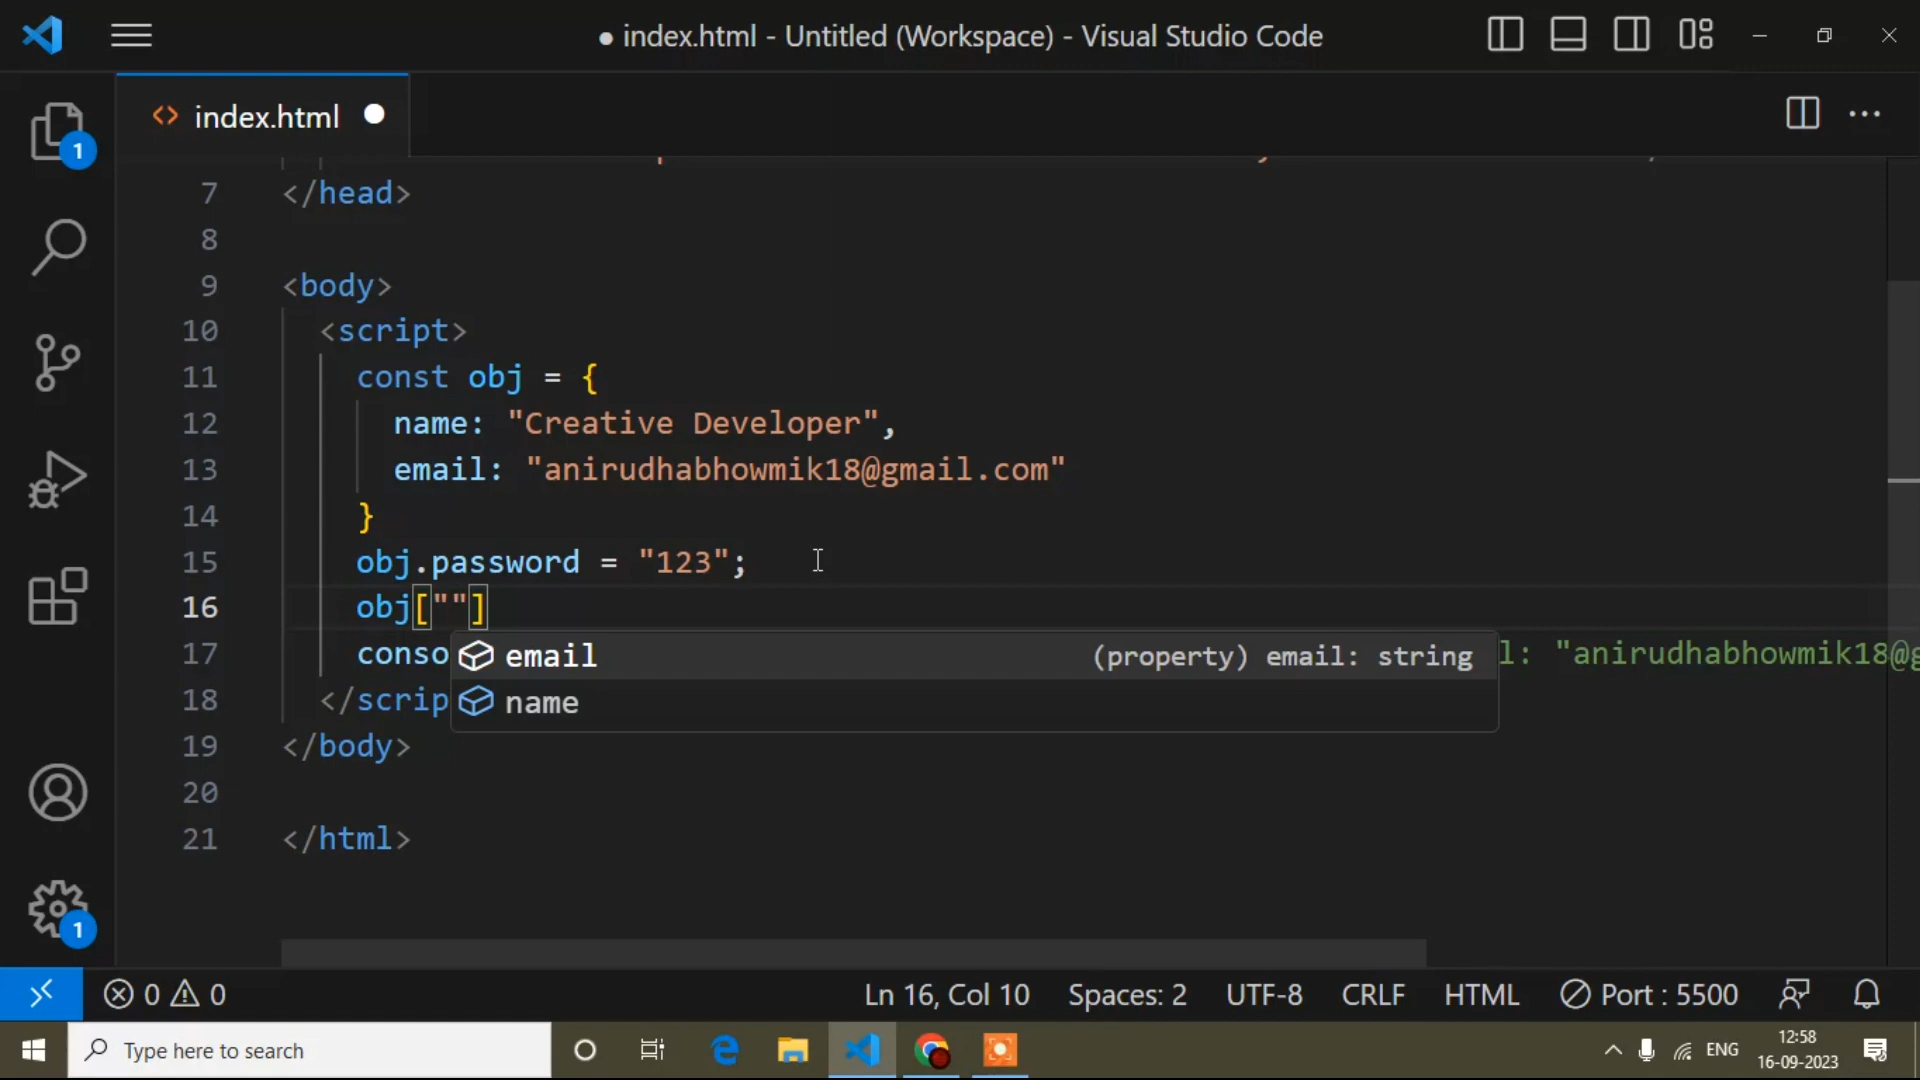 ● index.html - Untitled (Workspace) - Visual Studio Code
<> index.html
1
7 </head>
8
9 <body>
10 <script>
11 const obj = {
12 name: "Creative Developer",
13 email: "anirudhabhowmik18@gmail.com"
14 }
15 obj.password = "123";
16 obj[""]
17 conso
email (property) email: string
l: "anirudhabhowmik18@g
name
18 </scrip
19 </body>
20
21 </html>
1
0 0 Ln 16, Col 10 Spaces: 2 UTF-8 CRLF HTML Port : 5500
Type here to search
ENG
12:58
16-09-2023